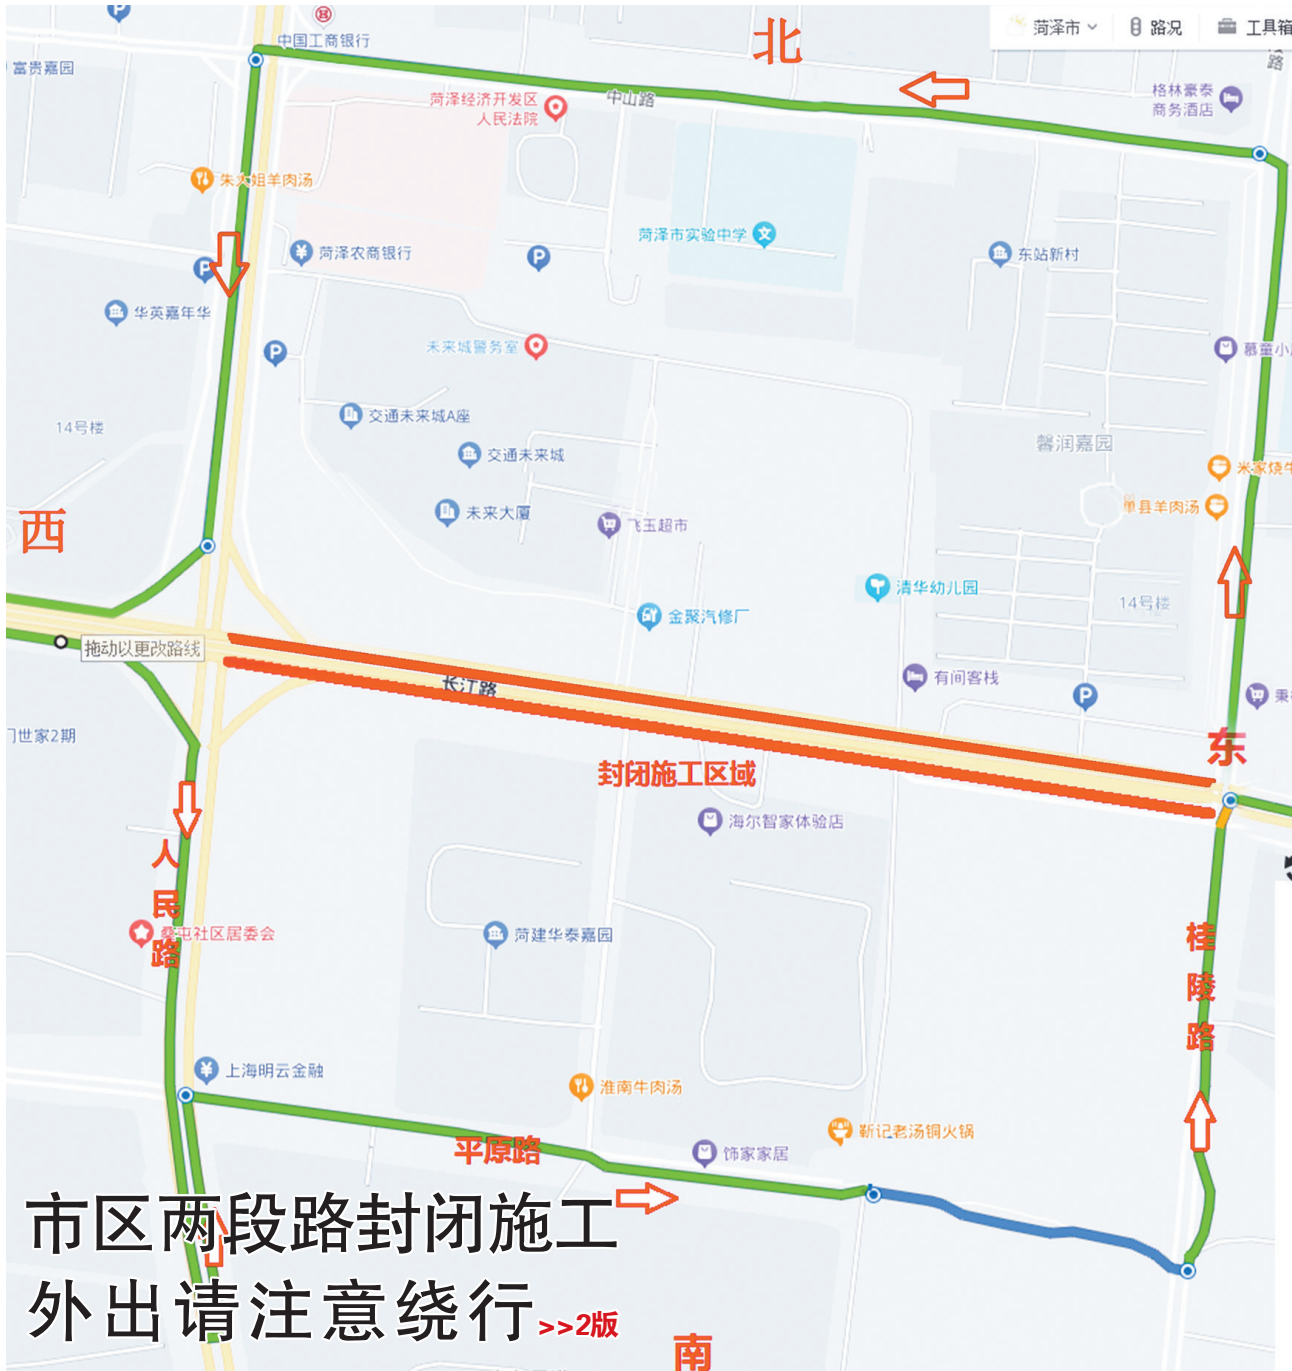 北
菏泽市
路况
工具箱
中国工商银行
富贵嘉园
菏泽经济开发区
人民法院
中山路
格林豪泰
商务酒店
路
朱大姐羊肉汤
菏泽农商银行
菏泽市实验中学
东站新村
华英嘉年华
未来城警务室
慕童小
交通未来城A座
14号楼
交通未来城
馨润嘉园
米家烧牛
未来大厦
单县羊肉汤
西
飞玉超市
清华幼儿园
14号楼
金聚汽修厂
拖动以更改路线
长江路
有间客栈
秉
门世家2期
东
封闭施工区域
海尔智家体验店
人民路
桑屯社区居委会
菏建华泰嘉园
桂陵路
上海明云金融
淮南牛肉汤
平原路
饰家家居
靳记老汤铜火锅
市区两段路封闭施工
外出请注意绕行>>2版
南